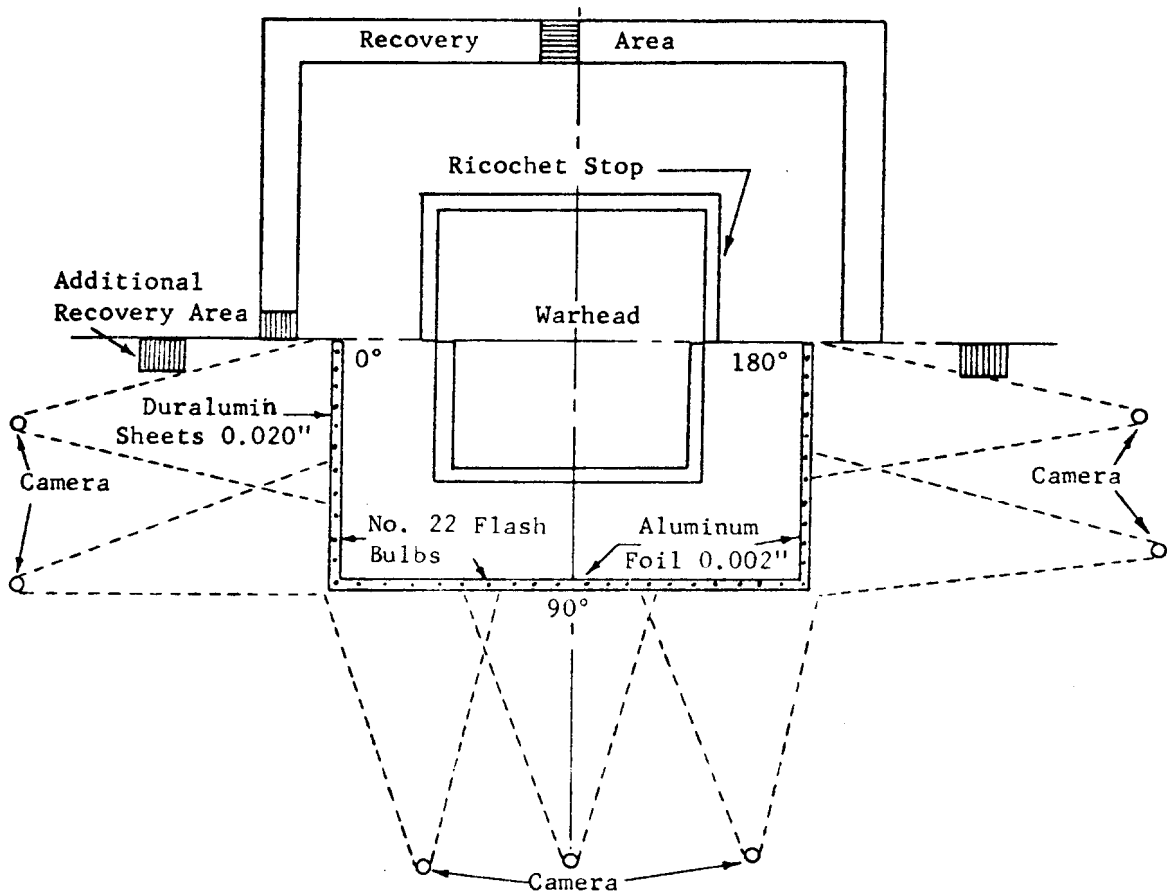 Recovery Area
Ricochet Stop
Additional
Recovery Area
Warhead
0°
180°
Duralumin
Sheets 0.020"
Camera
Camera
No. 22 Flash
Bulbs
Aluminum
Foil 0.002"
90°
Camera